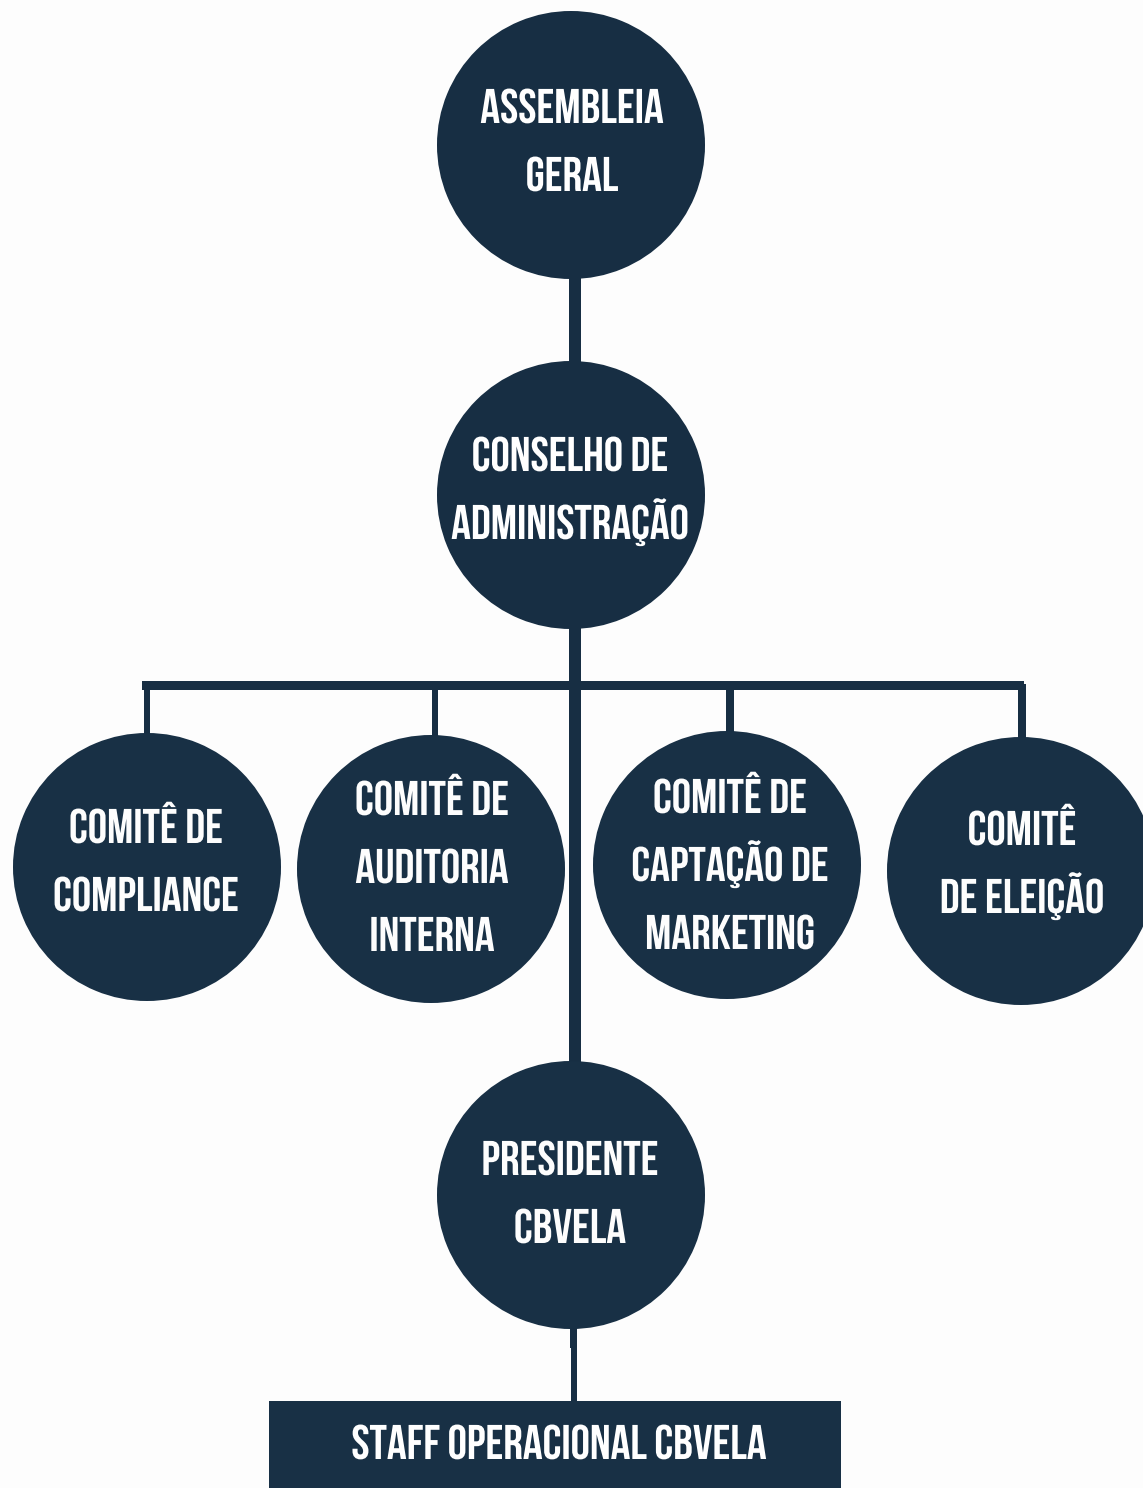 ASSEMBLEIA
GERAL
CONSELHO DE
ADMINISTRAÇÃO
COMITÊ DE
COMPLIANCE
COMITÊ DE
AUDITORIA
INTERNA
COMITÊ DE
CAPTAÇÃO DE
MARKETING
COMITÊ
DE ELEIÇÃO
PRESIDENTE
CBVELA
STAFF OPERACIONAL CBVELA